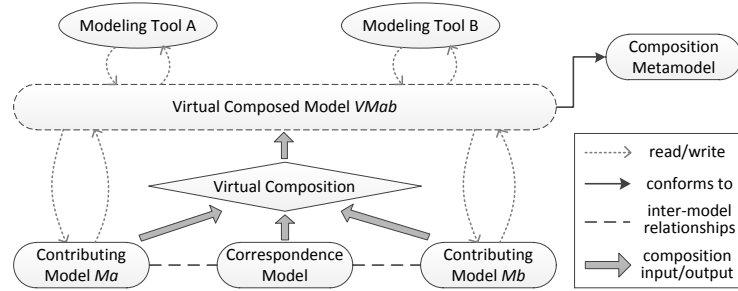 Modeling Tool A
Modeling Tool B
Composition
Metamodel
Virtual Composed Model VMab
Virtual Composition
Contributing
Model Ma
Correspondence
Model
Contributing
Model Mb
read/write
conforms to
inter-model
relationships
composition
input/output